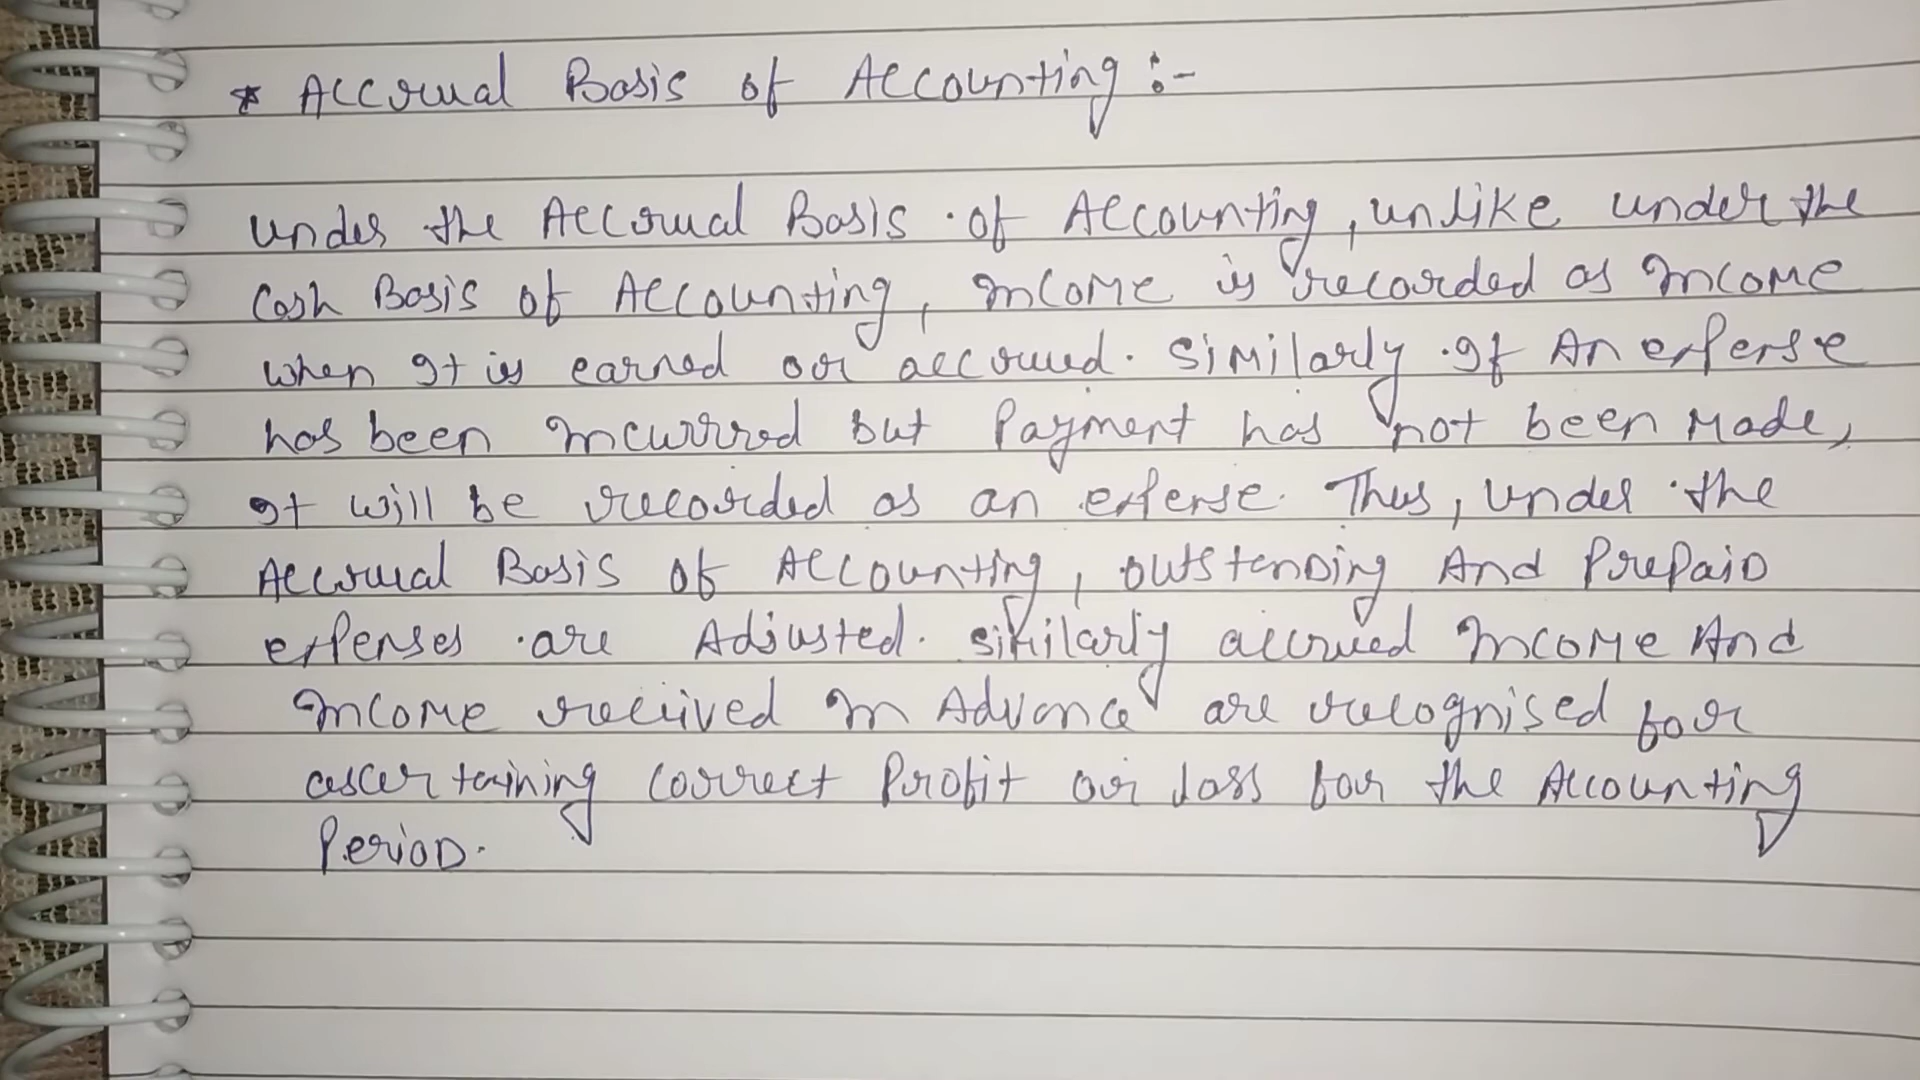 * Accrual Basis of Accounting :-
Under the Accrual Basis of Accounting, unlike under the
Cash Basis of Accounting, Income is recorded as Income
when It is earned or accrued. Similarly If An expense
has been Incurred but Payment has not been Made,
It will be recorded as an expense. Thus, under the
Accrual Basis of Accounting, outstanding And Prepaid
expenses are Adjusted. Similarly accrued Income And
Income received In Advance are recognised for
ascertaining correct Profit or loss for the Accounting
Period.